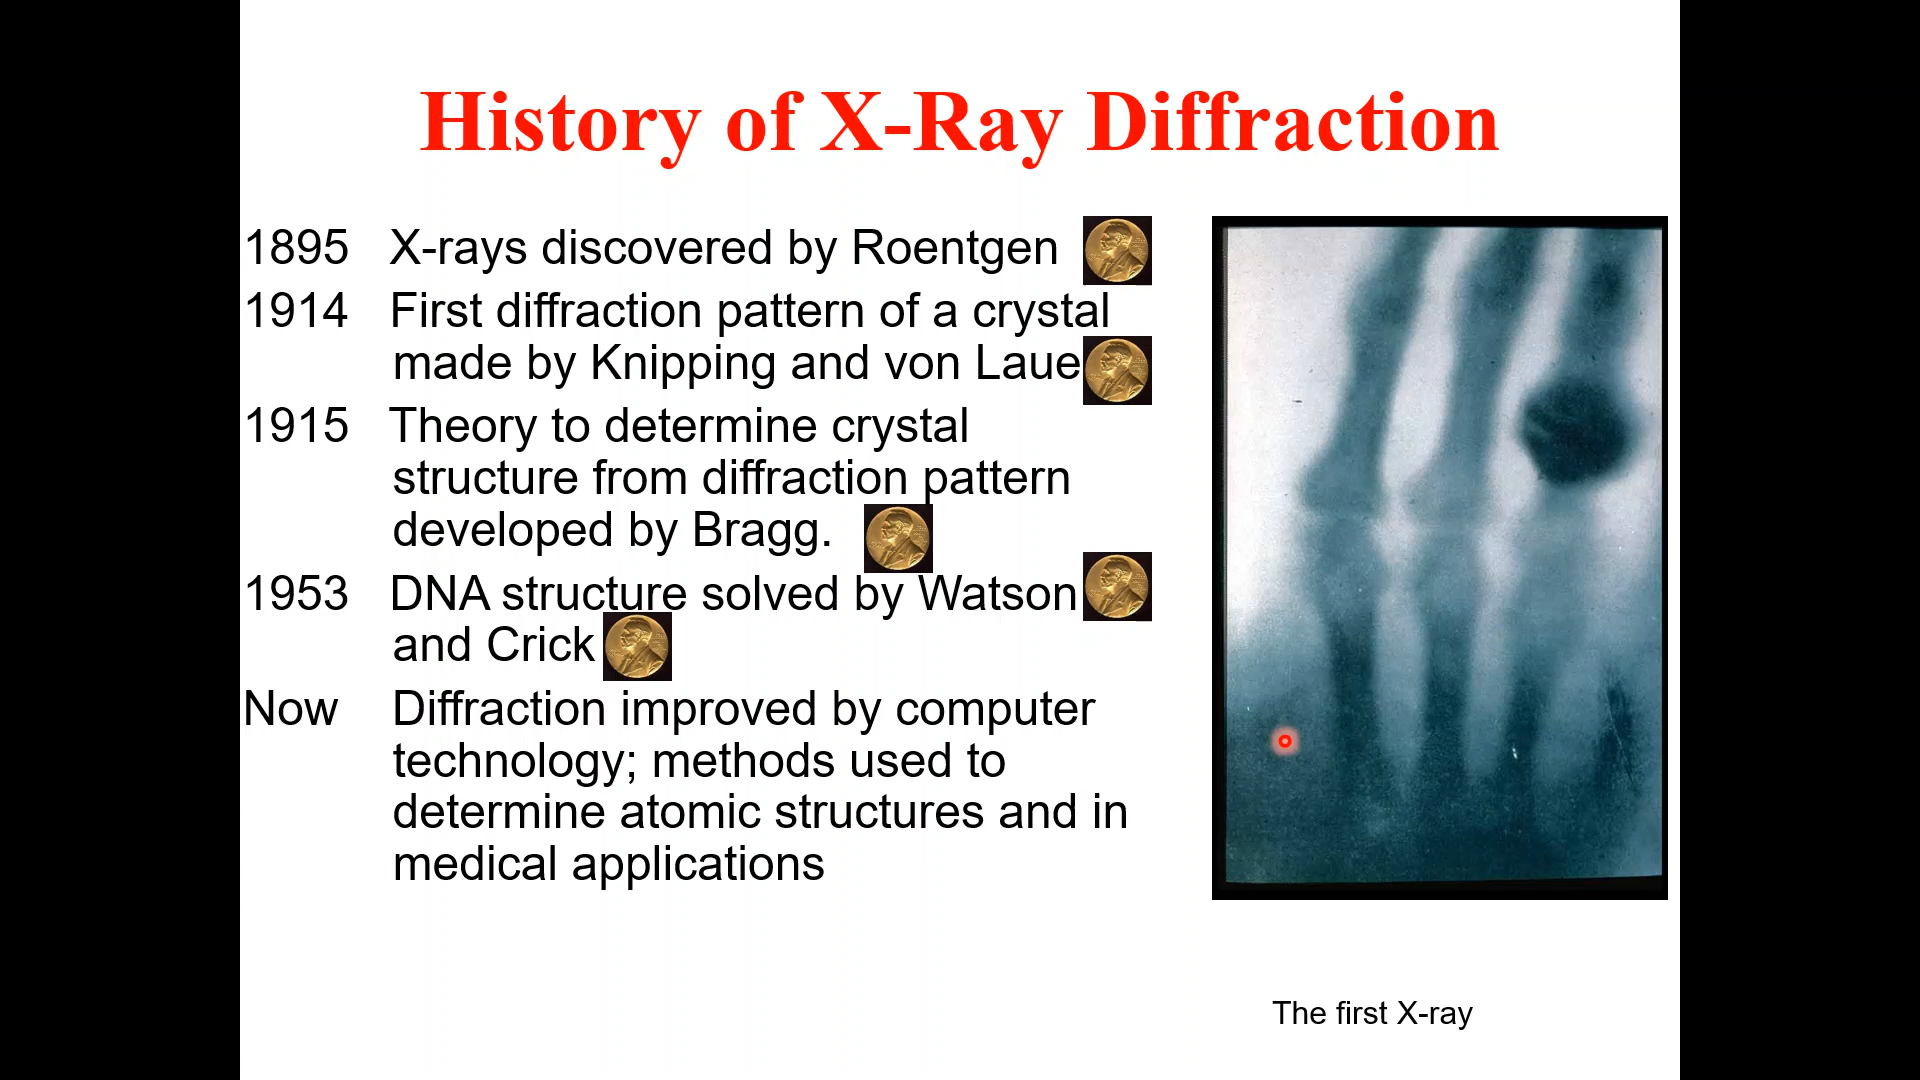 History of X-Ray Diffraction
1895 X-rays discovered by Roentgen
1914 First diffraction pattern of a crystal
made by Knipping and von Laue
1915 Theory to determine crystal
structure from diffraction pattern
developed by Bragg.
1953 DNA structure solved by Watson
and Crick
Now Diffraction improved by computer
technology; methods used to
determine atomic structures and in
medical applications
The first X-ray